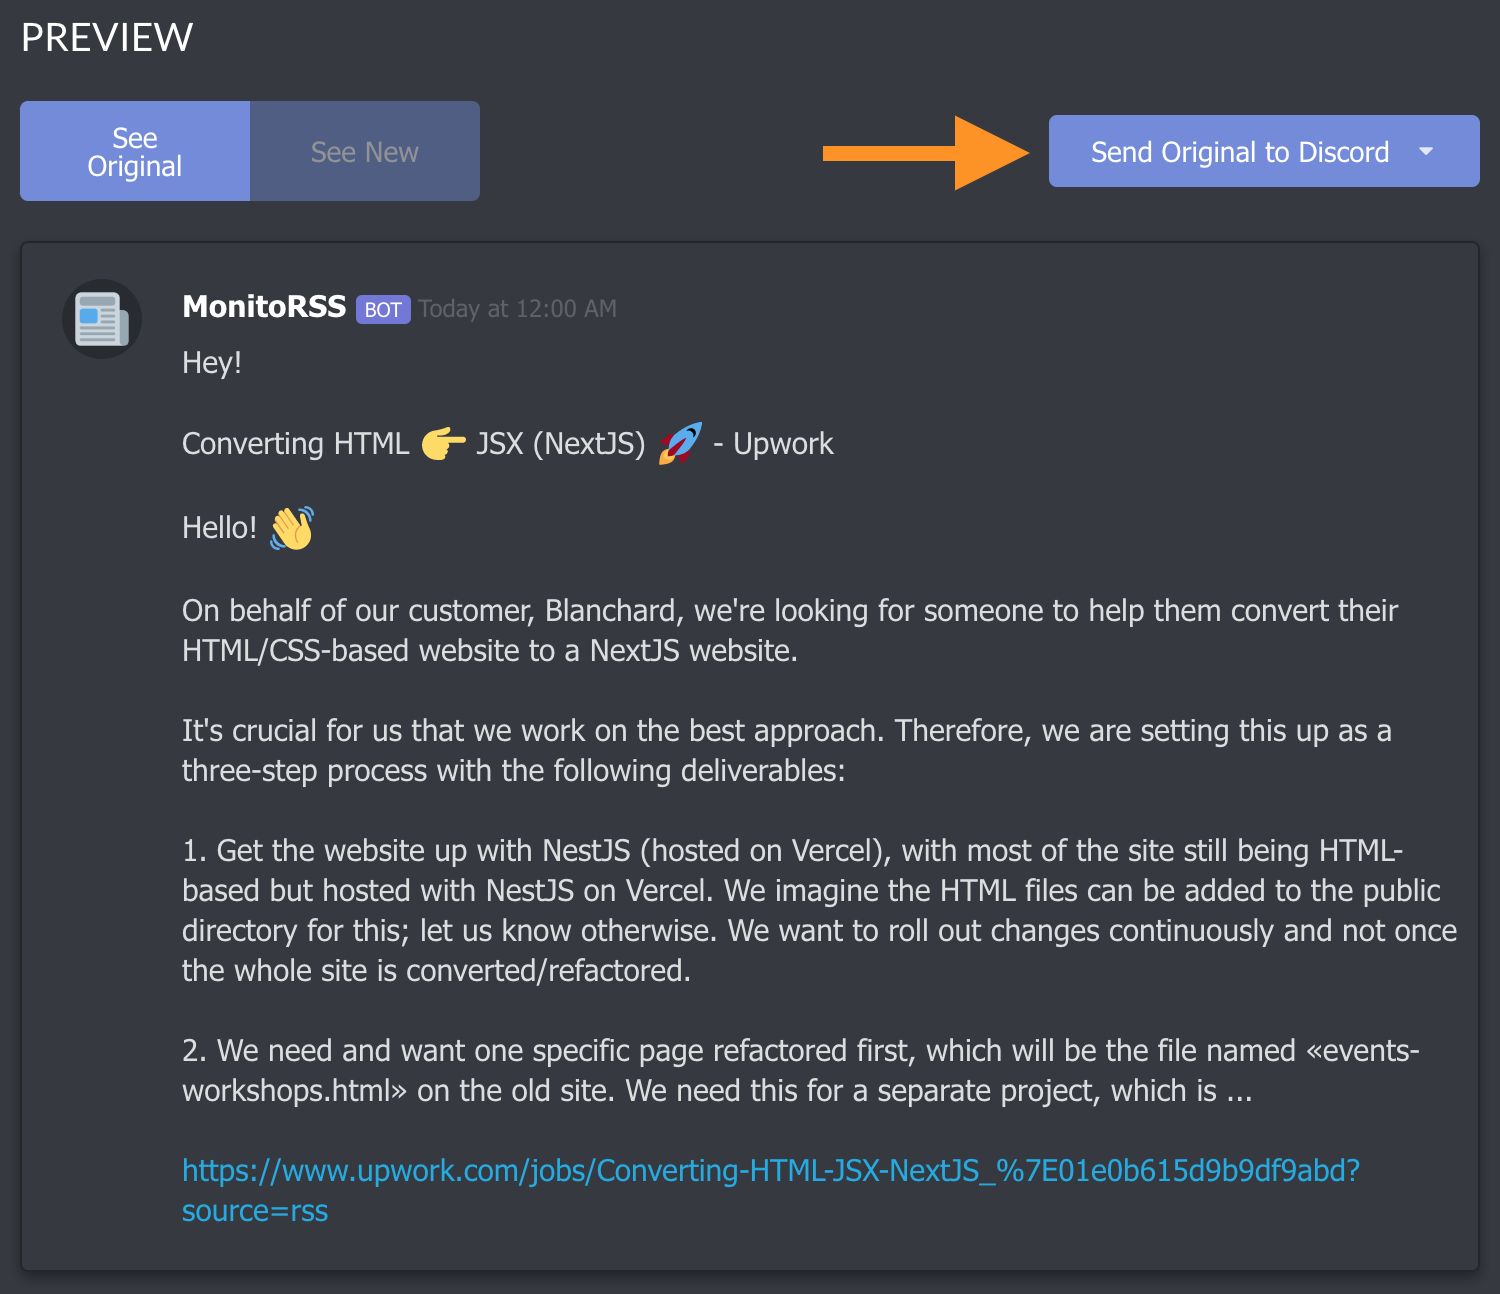 PREVIEW
See
Original
See New
Send Original to Discord
MonitoRSS BOT Today at 12:00 AM
Hey!
Converting HTML 👉 JSX (NextJS) 🚀 - Upwork
Hello! 👋
On behalf of our customer, Blanchard, we're looking for someone to help them convert their
HTML/CSS-based website to a NextJS website.
It's crucial for us that we work on the best approach. Therefore, we are setting this up as a
three-step process with the following deliverables:
1. Get the website up with NestJS (hosted on Vercel), with most of the site still being HTML-
based but hosted with NestJS on Vercel. We imagine the HTML files can be added to the public
directory for this; let us know otherwise. We want to roll out changes continuously and not once
the whole site is converted/refactored.
2. We need and want one specific page refactored first, which will be the file named «events-
workshops.html» on the old site. We need this for a separate project, which is ...
https://www.upwork.com/jobs/Converting-HTML-JSX-NextJS_%7E01e0b615d9b9df9abd?
source=rss